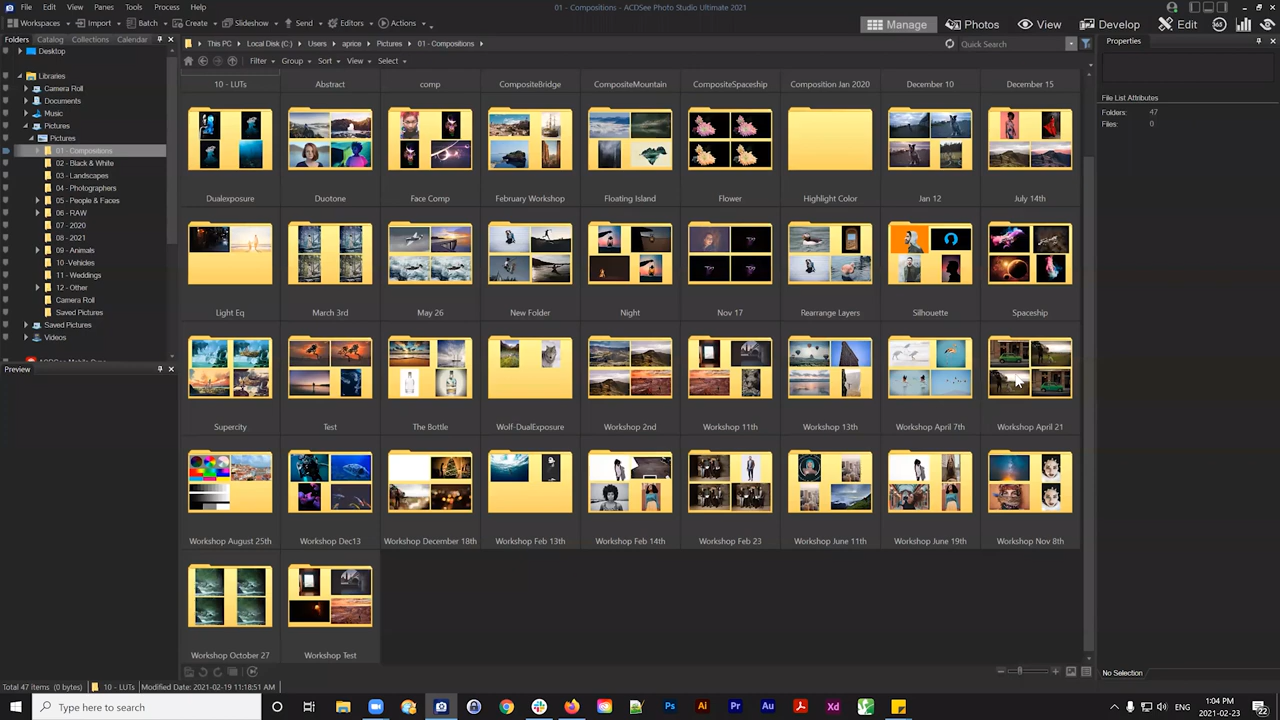 01 - Compositions - ACDSee Photo Studio Ultimate 2021
File Edit View Panes Tools Process Help
Workspaces Import Batch Create Slideshow Send Editors Actions
Manage Photos View Develop Edit
Folders Catalog Collections Calendar
This PC Local Disk (C:) Users aprice Pictures 01 - Compositions
Quick Search
Properties
Filter Group Sort View Select
Desktop
Libraries
Camera Roll
Documents
Music
Pictures
Pictures
01 - Compositions
02 - Black & White
03 - Landscapes
04 - Photographers
05 - People & Faces
06 - RAW
07 - 2020
08 - 2021
09 - Animals
10 -Vehicles
11 - Weddings
12 - Other
Camera Roll
Saved Pictures
Saved Pictures
Videos
Preview
10 - LUTs Abstract comp CompositeBridge CompositeMountain CompositeSpaceship Composition Jan 2020 December 10 December 15
Dualexposure Duotone Face Comp February Workshop Floating Island Flower Highlight Color Jan 12 July 14th
Light Eq March 3rd May 26 New Folder Night Nov 17 Rearrange Layers Silhouette Spaceship
Supercity Test The Bottle Wolf-DualExposure Workshop 2nd Workshop 11th Workshop 13th Workshop April 7th Workshop April 21
Workshop August 25th Workshop Dec13 Workshop December 18th Workshop Feb 13th Workshop Feb 14th Workshop Feb 23 Workshop June 11th Workshop June 19th Workshop Nov 8th
Workshop October 27 Workshop Test
File List Attributes
Folders: 47
Files: 0
No Selection
Total 47 items (0 bytes) 10 - LUTs Modified Date: 2021-02-19 11:18:51 AM
Type here to search
Ps Ai Pr Au Xd
1:04 PM
2021-02-23